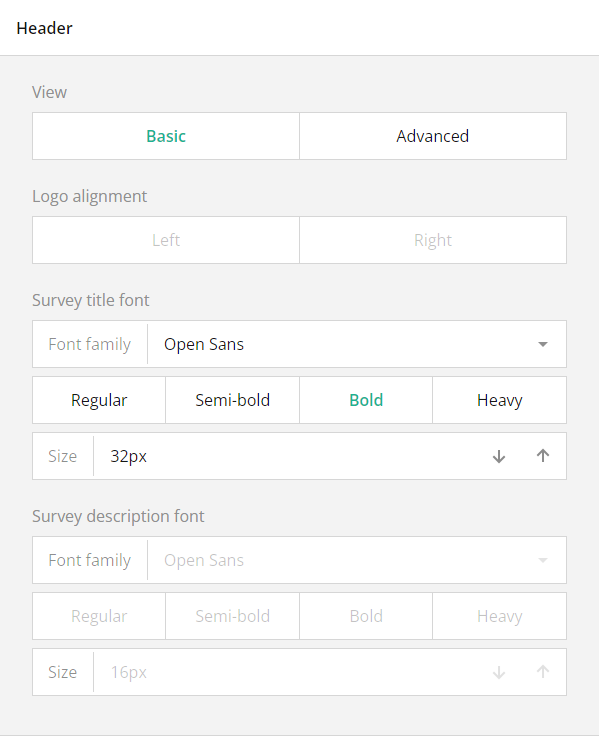 Header
View
Basic Advanced
Logo alignment
Left Right
Survey title font
Font family Open Sans
Regular Semi-bold Bold Heavy
Size 32px
Survey description font
Font family Open Sans
Regular Semi-bold Bold Heavy
Size 16px